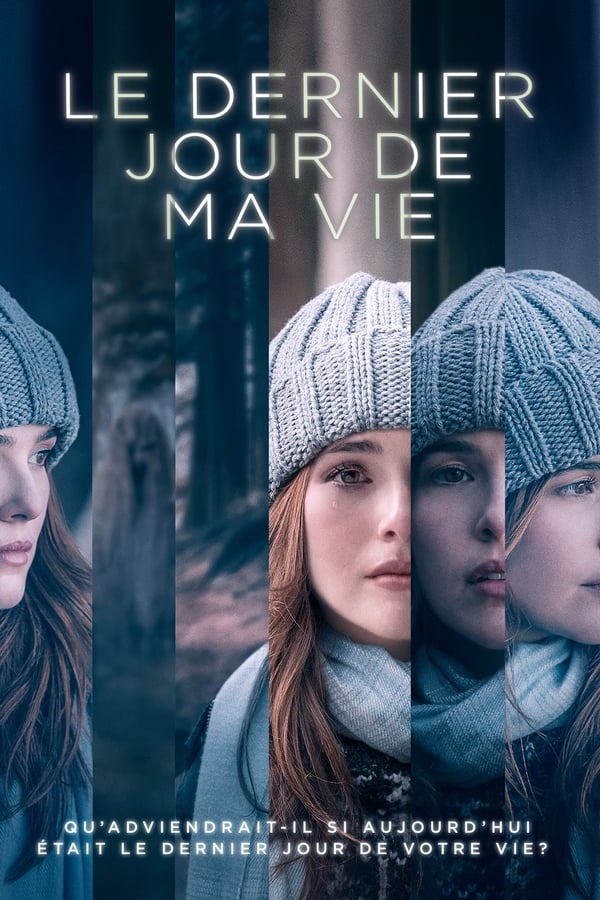 LE DERNIER
JOUR DE
MA VIE
QU'ADVIENDRAIT-IL SI AUJOURD'HUI
ÉTAIT LE DERNIER JOUR DE VOTRE VIE?